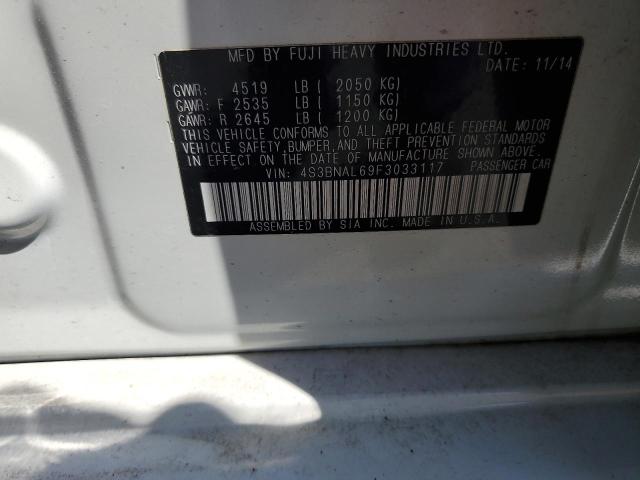 MFD BY FUJI HEAVY INDUSTRIES LTD.
DATE: 11/14
GVWR: 4519 LB ( 2050 KG)
GAWR: F 2535 LB ( 1150 KG)
GAWR: R 2645 LB ( 1200 KG)
THIS VEHICLE CONFORMS TO ALL APPLICABLE FEDERAL MOTOR
VEHICLE SAFETY, BUMPER, AND THEFT PREVENTION STANDARDS
IN EFFECT ON THE DATE OF MANUFACTURE SHOWN ABOVE.
VIN: 4S3BNAL69F3033117 PASSENGER CAR
ASSEMBLED BY SIA INC. MADE IN U.S.A.